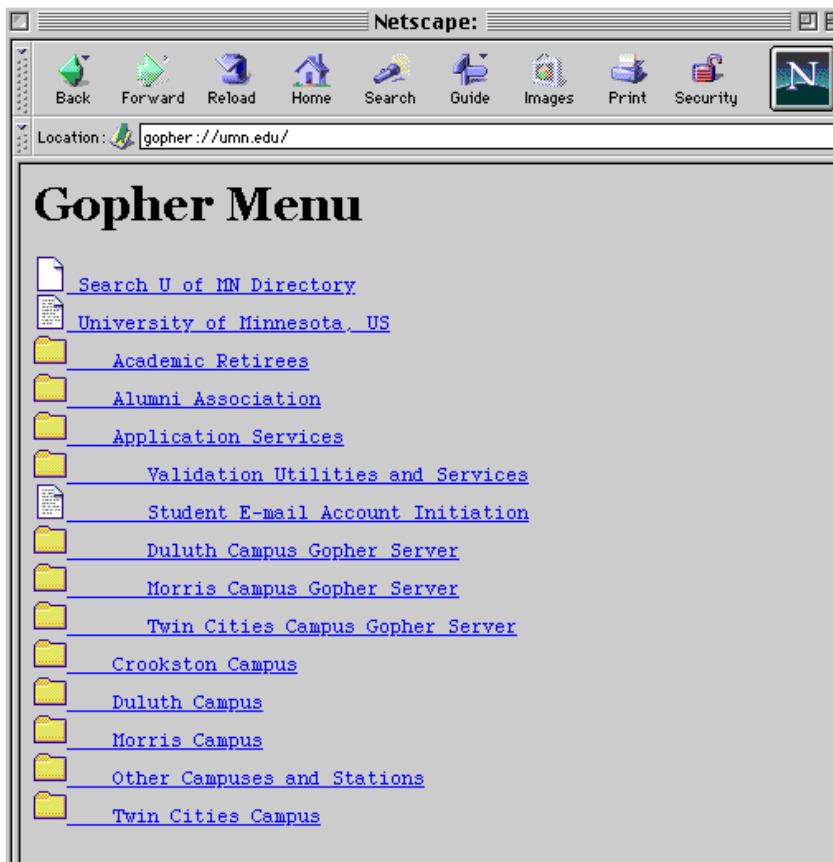 Netscape:
Back Forward Reload Home Search Guide Images Print Security N
Location: gopher://umn.edu/
Gopher Menu
Search U of MN Directory
University of Minnesota, US
Academic Retirees
Alumni Association
Application Services
Validation Utilities and Services
Student E-mail Account Initiation
Duluth Campus Gopher Server
Morris Campus Gopher Server
Twin Cities Campus Gopher Server
Crookston Campus
Duluth Campus
Morris Campus
Other Campuses and Stations
Twin Cities Campus